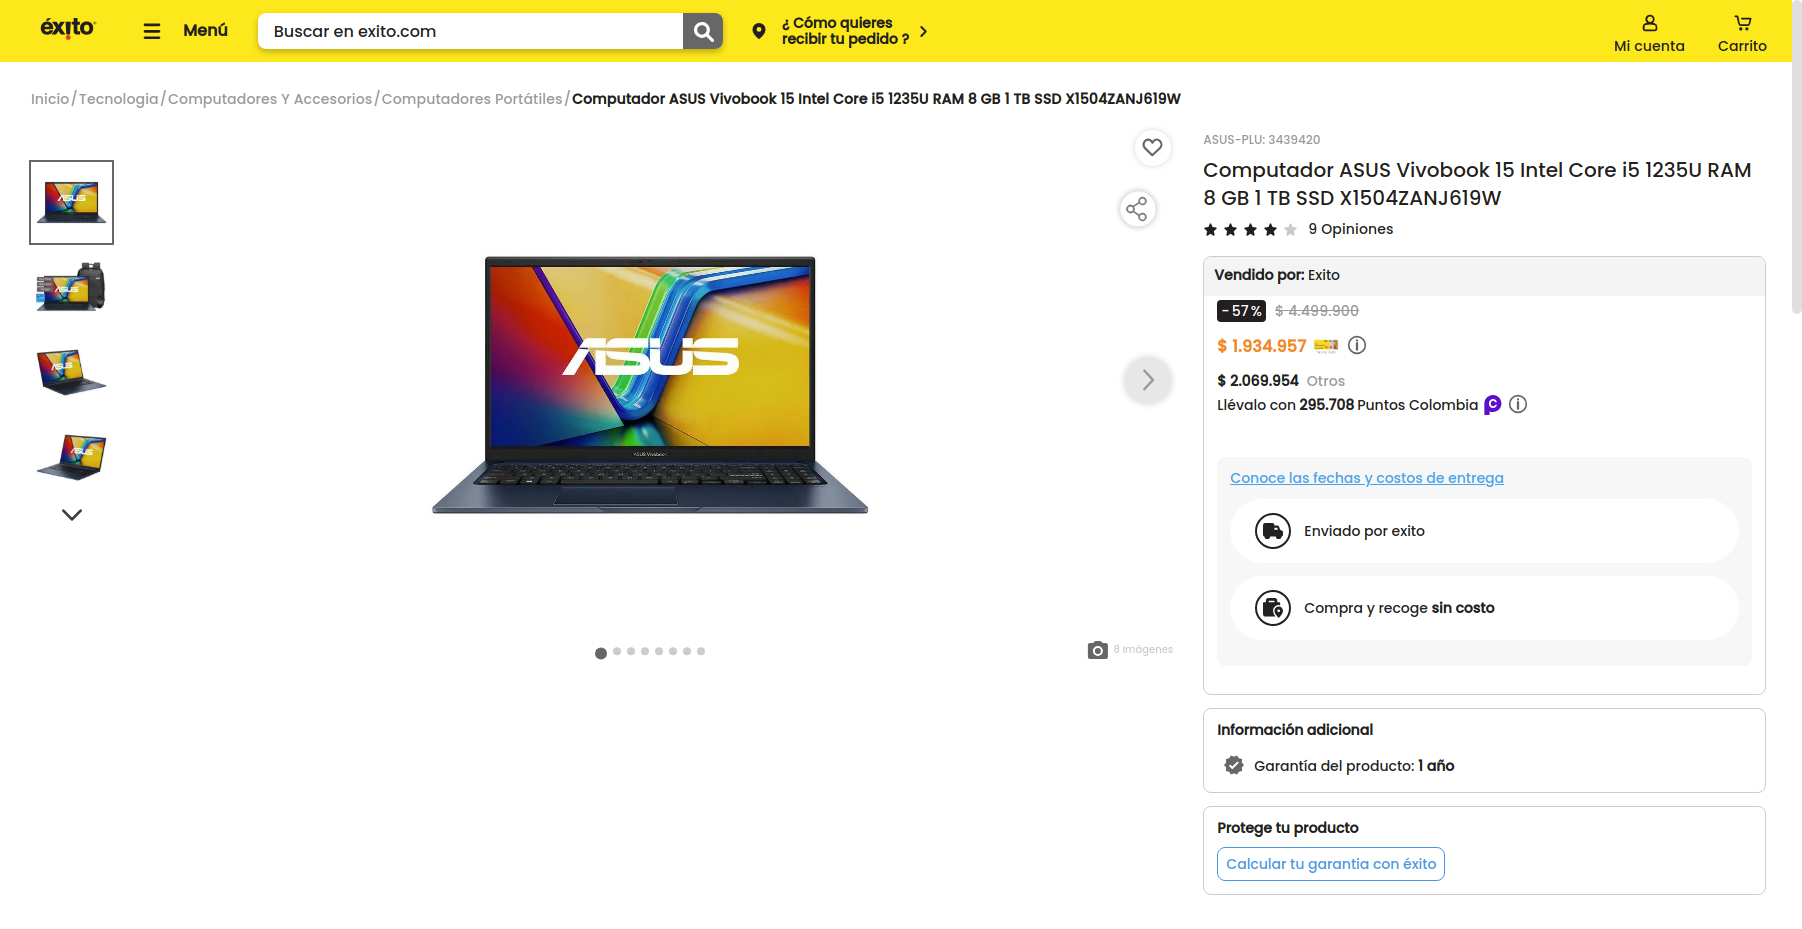 éxito
Menú
Buscar en exito.com
¿ Cómo quieres
recibir tu pedido ?
Mi cuenta
Carrito
Inicio/Tecnologia/Computadores Y Accesorios/Computadores Portátiles/Computador ASUS Vivobook 15 Intel Core i5 1235U RAM 8 GB 1 TB SSD X1504ZANJ619W
ASUS
ASUS Vivobook
8 Imágenes
ASUS-PLU: 3439420
Computador ASUS Vivobook 15 Intel Core i5 1235U RAM
8 GB 1 TB SSD X1504ZANJ619W
9 Opiniones
Vendido por: Exito
- 57 % $ 4.499.900
$ 1.934.957
$ 2.069.954 Otros
Llévalo con 295.708 Puntos Colombia
Conoce las fechas y costos de entrega
Enviado por exito
Compra y recoge sin costo
Información adicional
Garantía del producto: 1 año
Protege tu producto
Calcular tu garantia con éxito